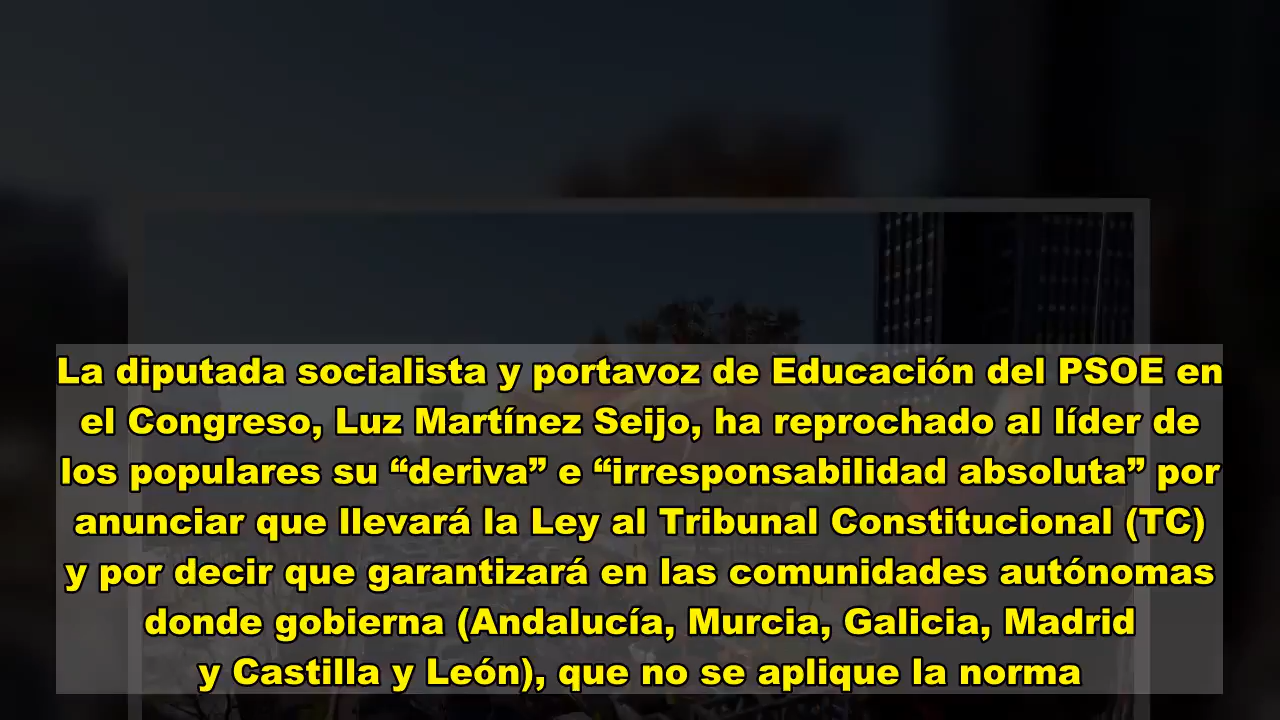 La diputada socialista y portavoz de Educación del PSOE en
el Congreso, Luz Martínez Seijo, ha reprochado al líder de
los populares su “deriva” e “irresponsabilidad absoluta” por
anunciar que llevará la Ley al Tribunal Constitucional (TC)
y por decir que garantizará en las comunidades autónomas
donde gobierna (Andalucía, Murcia, Galicia, Madrid
y Castilla y León), que no se aplique la norma